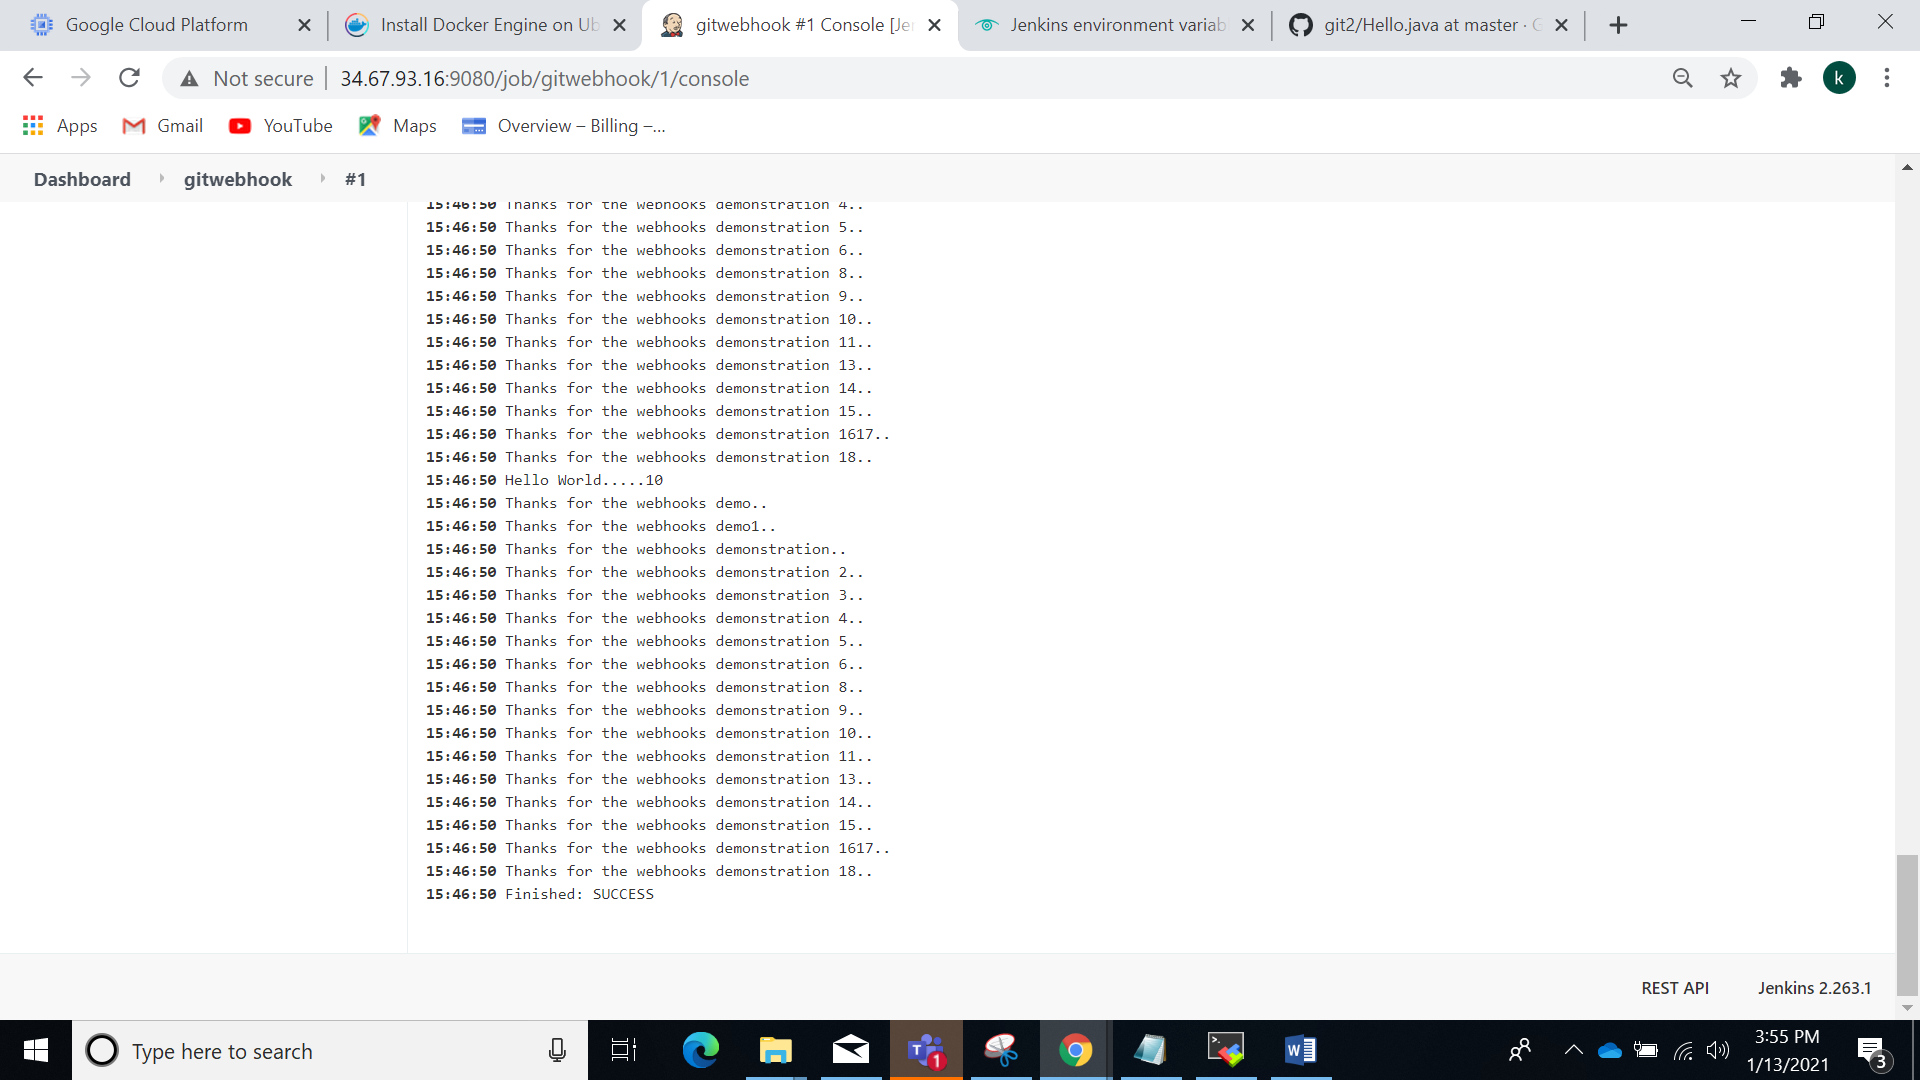 Google Cloud Platform
Install Docker Engine on Ub
gitwebhook #1 Console [Je
Jenkins environment variab
git2/Hello.java at master · G
Not secure
34.67.93.16:9080/job/gitwebhook/1/console
k
Apps
Gmail
YouTube
Maps
Overview – Billing –...
Dashboard
gitwebhook
#1
15:46:50 Thanks for the webhooks demonstration 4..
15:46:50 Thanks for the webhooks demonstration 5..
15:46:50 Thanks for the webhooks demonstration 6..
15:46:50 Thanks for the webhooks demonstration 8..
15:46:50 Thanks for the webhooks demonstration 9..
15:46:50 Thanks for the webhooks demonstration 10..
15:46:50 Thanks for the webhooks demonstration 11..
15:46:50 Thanks for the webhooks demonstration 13..
15:46:50 Thanks for the webhooks demonstration 14..
15:46:50 Thanks for the webhooks demonstration 15..
15:46:50 Thanks for the webhooks demonstration 1617..
15:46:50 Thanks for the webhooks demonstration 18..
15:46:50 Hello World.....10
15:46:50 Thanks for the webhooks demo..
15:46:50 Thanks for the webhooks demo1..
15:46:50 Thanks for the webhooks demonstration..
15:46:50 Thanks for the webhooks demonstration 2..
15:46:50 Thanks for the webhooks demonstration 3..
15:46:50 Thanks for the webhooks demonstration 4..
15:46:50 Thanks for the webhooks demonstration 5..
15:46:50 Thanks for the webhooks demonstration 6..
15:46:50 Thanks for the webhooks demonstration 8..
15:46:50 Thanks for the webhooks demonstration 9..
15:46:50 Thanks for the webhooks demonstration 10..
15:46:50 Thanks for the webhooks demonstration 11..
15:46:50 Thanks for the webhooks demonstration 13..
15:46:50 Thanks for the webhooks demonstration 14..
15:46:50 Thanks for the webhooks demonstration 15..
15:46:50 Thanks for the webhooks demonstration 1617..
15:46:50 Thanks for the webhooks demonstration 18..
15:46:50 Finished: SUCCESS
REST API
Jenkins 2.263.1
Type here to search
1
3:55 PM
1/13/2021
3